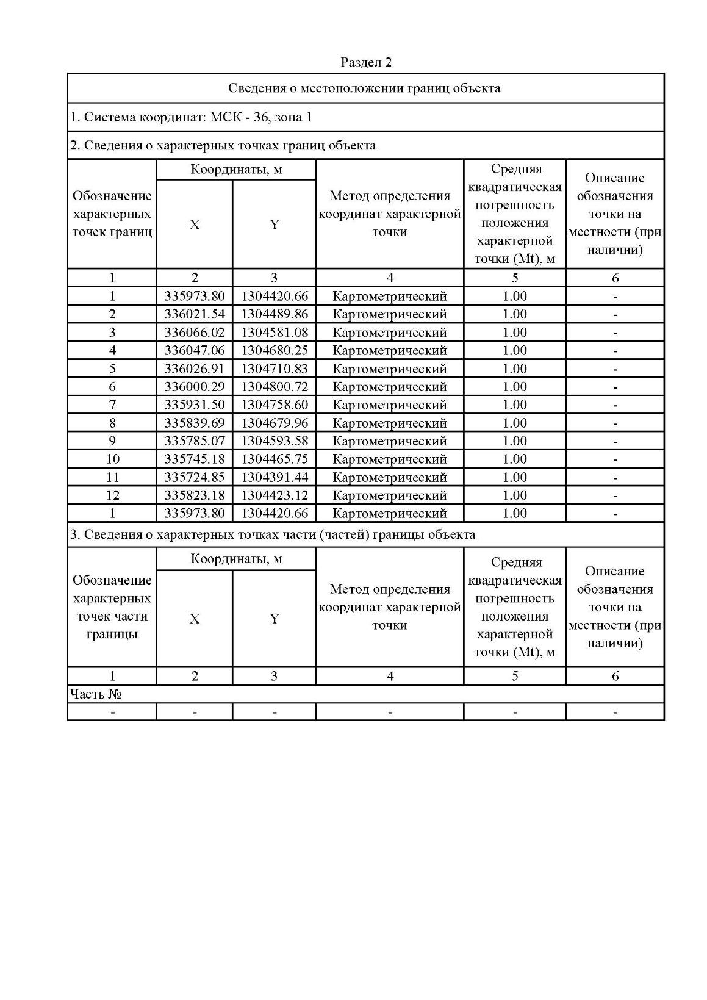 Раздел 2
Сведения о местоположении границ объекта
1. Система координат: МСК - 36, зона 1
2. Сведения о характерных точках границ объекта
Обозначение
характерных
точек границ
Координаты, м
X Y
Метод определения
координат характерной
точки
Средняя
квадратическая
погрешность
положения
характерной
точки (Mt), м
Описание
обозначения
точки на
местности (при
наличии)
1 2 3 4 5 6
1 335973.80 1304420.66 Картометрический 1.00 -
2 336021.54 1304489.86 Картометрический 1.00 -
3 336066.02 1304581.08 Картометрический 1.00 -
4 336047.06 1304680.25 Картометрический 1.00 -
5 336026.91 1304710.83 Картометрический 1.00 -
6 336000.29 1304800.72 Картометрический 1.00 -
7 335931.50 1304758.60 Картометрический 1.00 -
8 335839.69 1304679.96 Картометрический 1.00 -
9 335785.07 1304593.58 Картометрический 1.00 -
10 335745.18 1304465.75 Картометрический 1.00 -
11 335724.85 1304391.44 Картометрический 1.00 -
12 335823.18 1304423.12 Картометрический 1.00 -
1 335973.80 1304420.66 Картометрический 1.00 -
3. Сведения о характерных точках части (частей) границы объекта
Обозначение
характерных
точек части
границы
Координаты, м
X Y
Метод определения
координат характерной
точки
Средняя
квадратическая
погрешность
положения
характерной
точки (Mt), м
Описание
обозначения
точки на
местности (при
наличии)
1 2 3 4 5 6
Часть №
- - - - - -